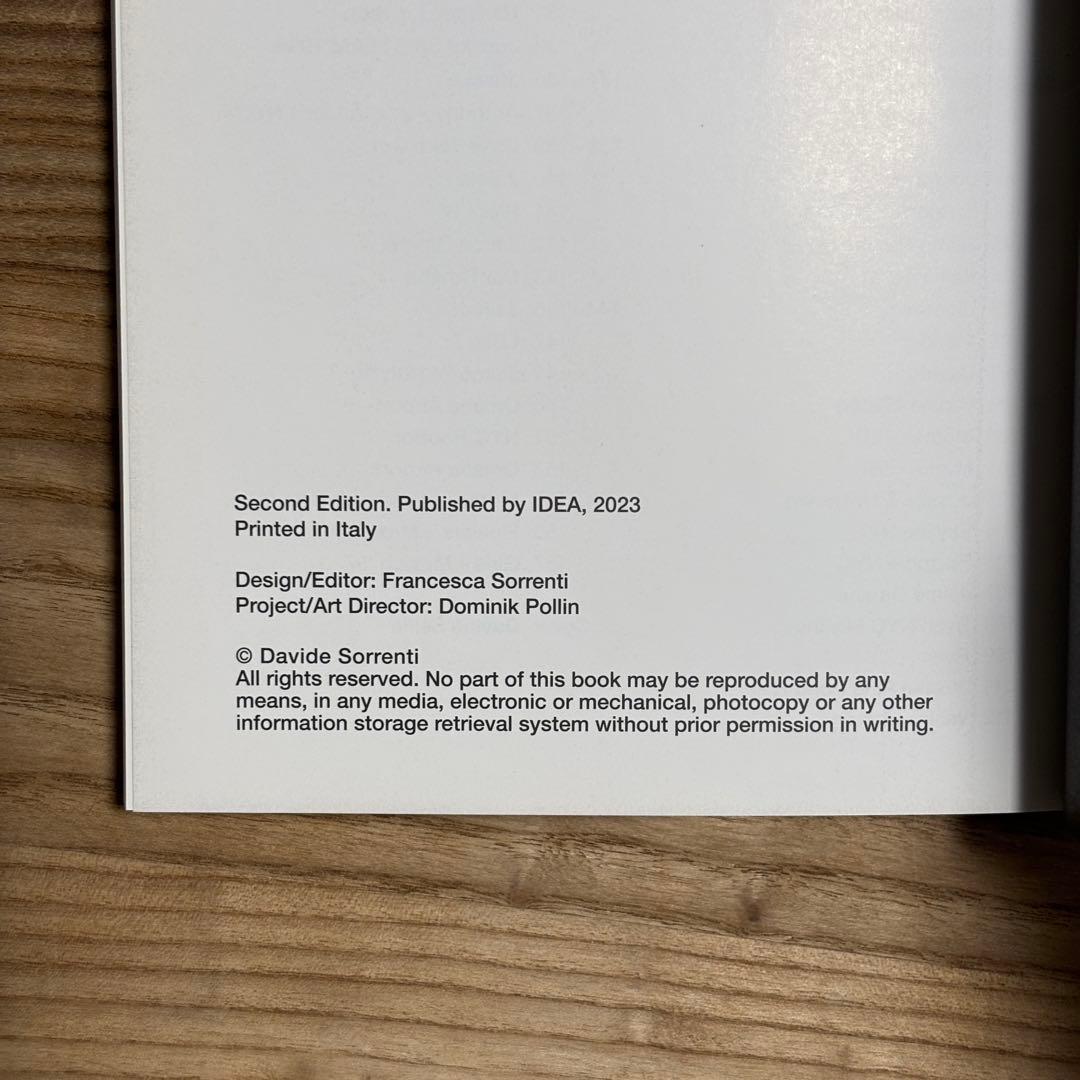 Second Edition. Published by IDEA, 2023
Printed in Italy
Design/Editor: Francesca Sorrenti
Project/Art Director: Dominik Pollin
© Davide Sorrenti
All rights reserved. No part of this book may be reproduced by any
means, in any media, electronic or mechanical, photocopy or any other
information storage retrieval system without prior permission in writing.